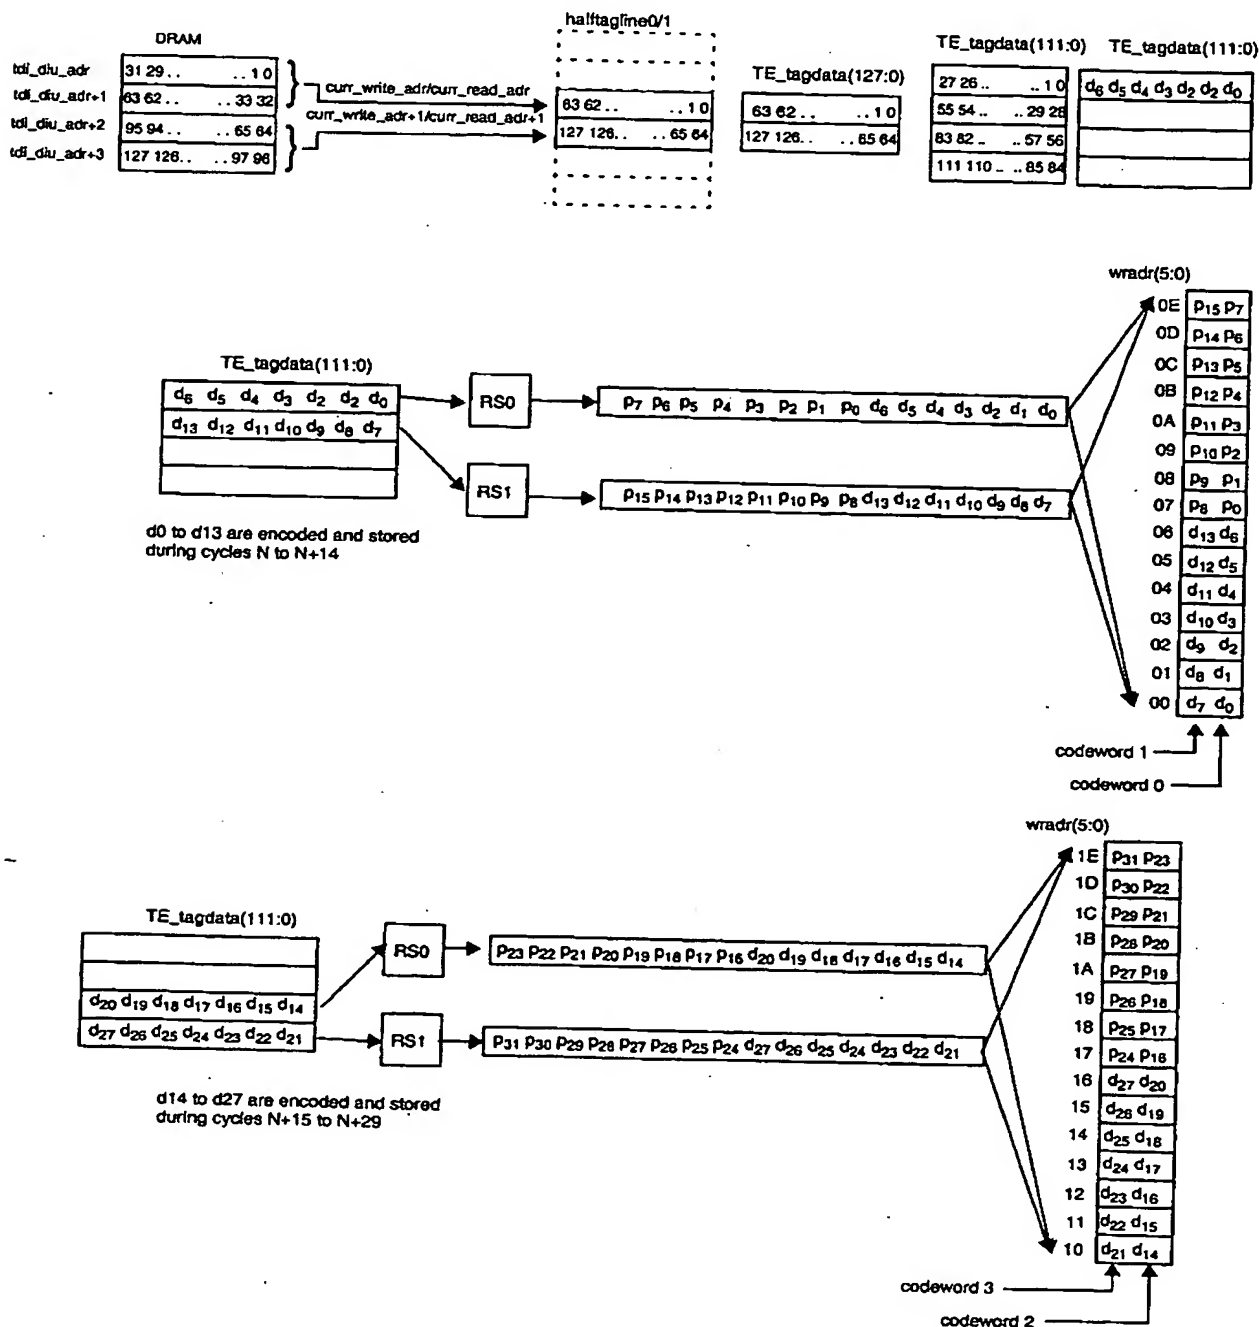 halftagline0/1
DRAM
TE_tagdata(111:0) TE_tagdata(111:0)
TE_tagdata(127:0)
tdi_diu_adr 31 29 . . . . 1 0
tdi_diu_adr+1 63 62 . . . . 33 32
tdi_diu_adr+2 95 94 . . . . 65 64
tdi_diu_adr+3 127 126 . . . . 97 96
curr_write_adr/curr_read_adr
curr_write_adr+1/curr_read_adr+1
63 62 . . . . 1 0
127 126 . . . . 65 64
63 62 . . . . 1 0
127 126 . . . . 65 64
27 26 . . . . 1 0
55 54 . . . . 29 28
83 82 . . . . 57 56
111 110 . . . . 85 84
d6 d5 d4 d3 d2 d2 d0
wradr(5:0)
TE_tagdata(111:0)
d6 d5 d4 d3 d2 d2 d0
d13 d12 d11 d10 d9 d8 d7
RS0
RS1
p7 p6 p5 p4 p3 p2 p1 p0 d6 d5 d4 d3 d2 d1 d0
p15 p14 p13 p12 p11 p10 p9 p8 d13 d12 d11 d10 d9 d8 d7
d0 to d13 are encoded and stored
during cycles N to N+14
0E p15 p7
0D p14 p6
0C p13 p5
0B p12 p4
0A p11 p3
09 p10 p2
08 p9 p1
07 p8 p0
06 d13 d6
05 d12 d5
04 d11 d4
03 d10 d3
02 d9 d2
01 d8 d1
00 d7 d0
codeword 1
codeword 0
wradr(5:0)
TE_tagdata(111:0)
d20 d19 d18 d17 d16 d15 d14
d27 d26 d25 d24 d23 d22 d21
RS0
RS1
p23 p22 p21 p20 p19 p18 p17 p16 d20 d19 d18 d17 d16 d15 d14
p31 p30 p29 p28 p27 p26 p25 p24 d27 d26 d25 d24 d23 d22 d21
d14 to d27 are encoded and stored
during cycles N+15 to N+29
1E p31 p23
1D p30 p22
1C p29 p21
1B p28 p20
1A p27 p19
19 p26 p18
18 p25 p17
17 p24 p16
16 d27 d20
15 d26 d19
14 d25 d18
13 d24 d17
12 d23 d16
11 d22 d15
10 d21 d14
codeword 3
codeword 2